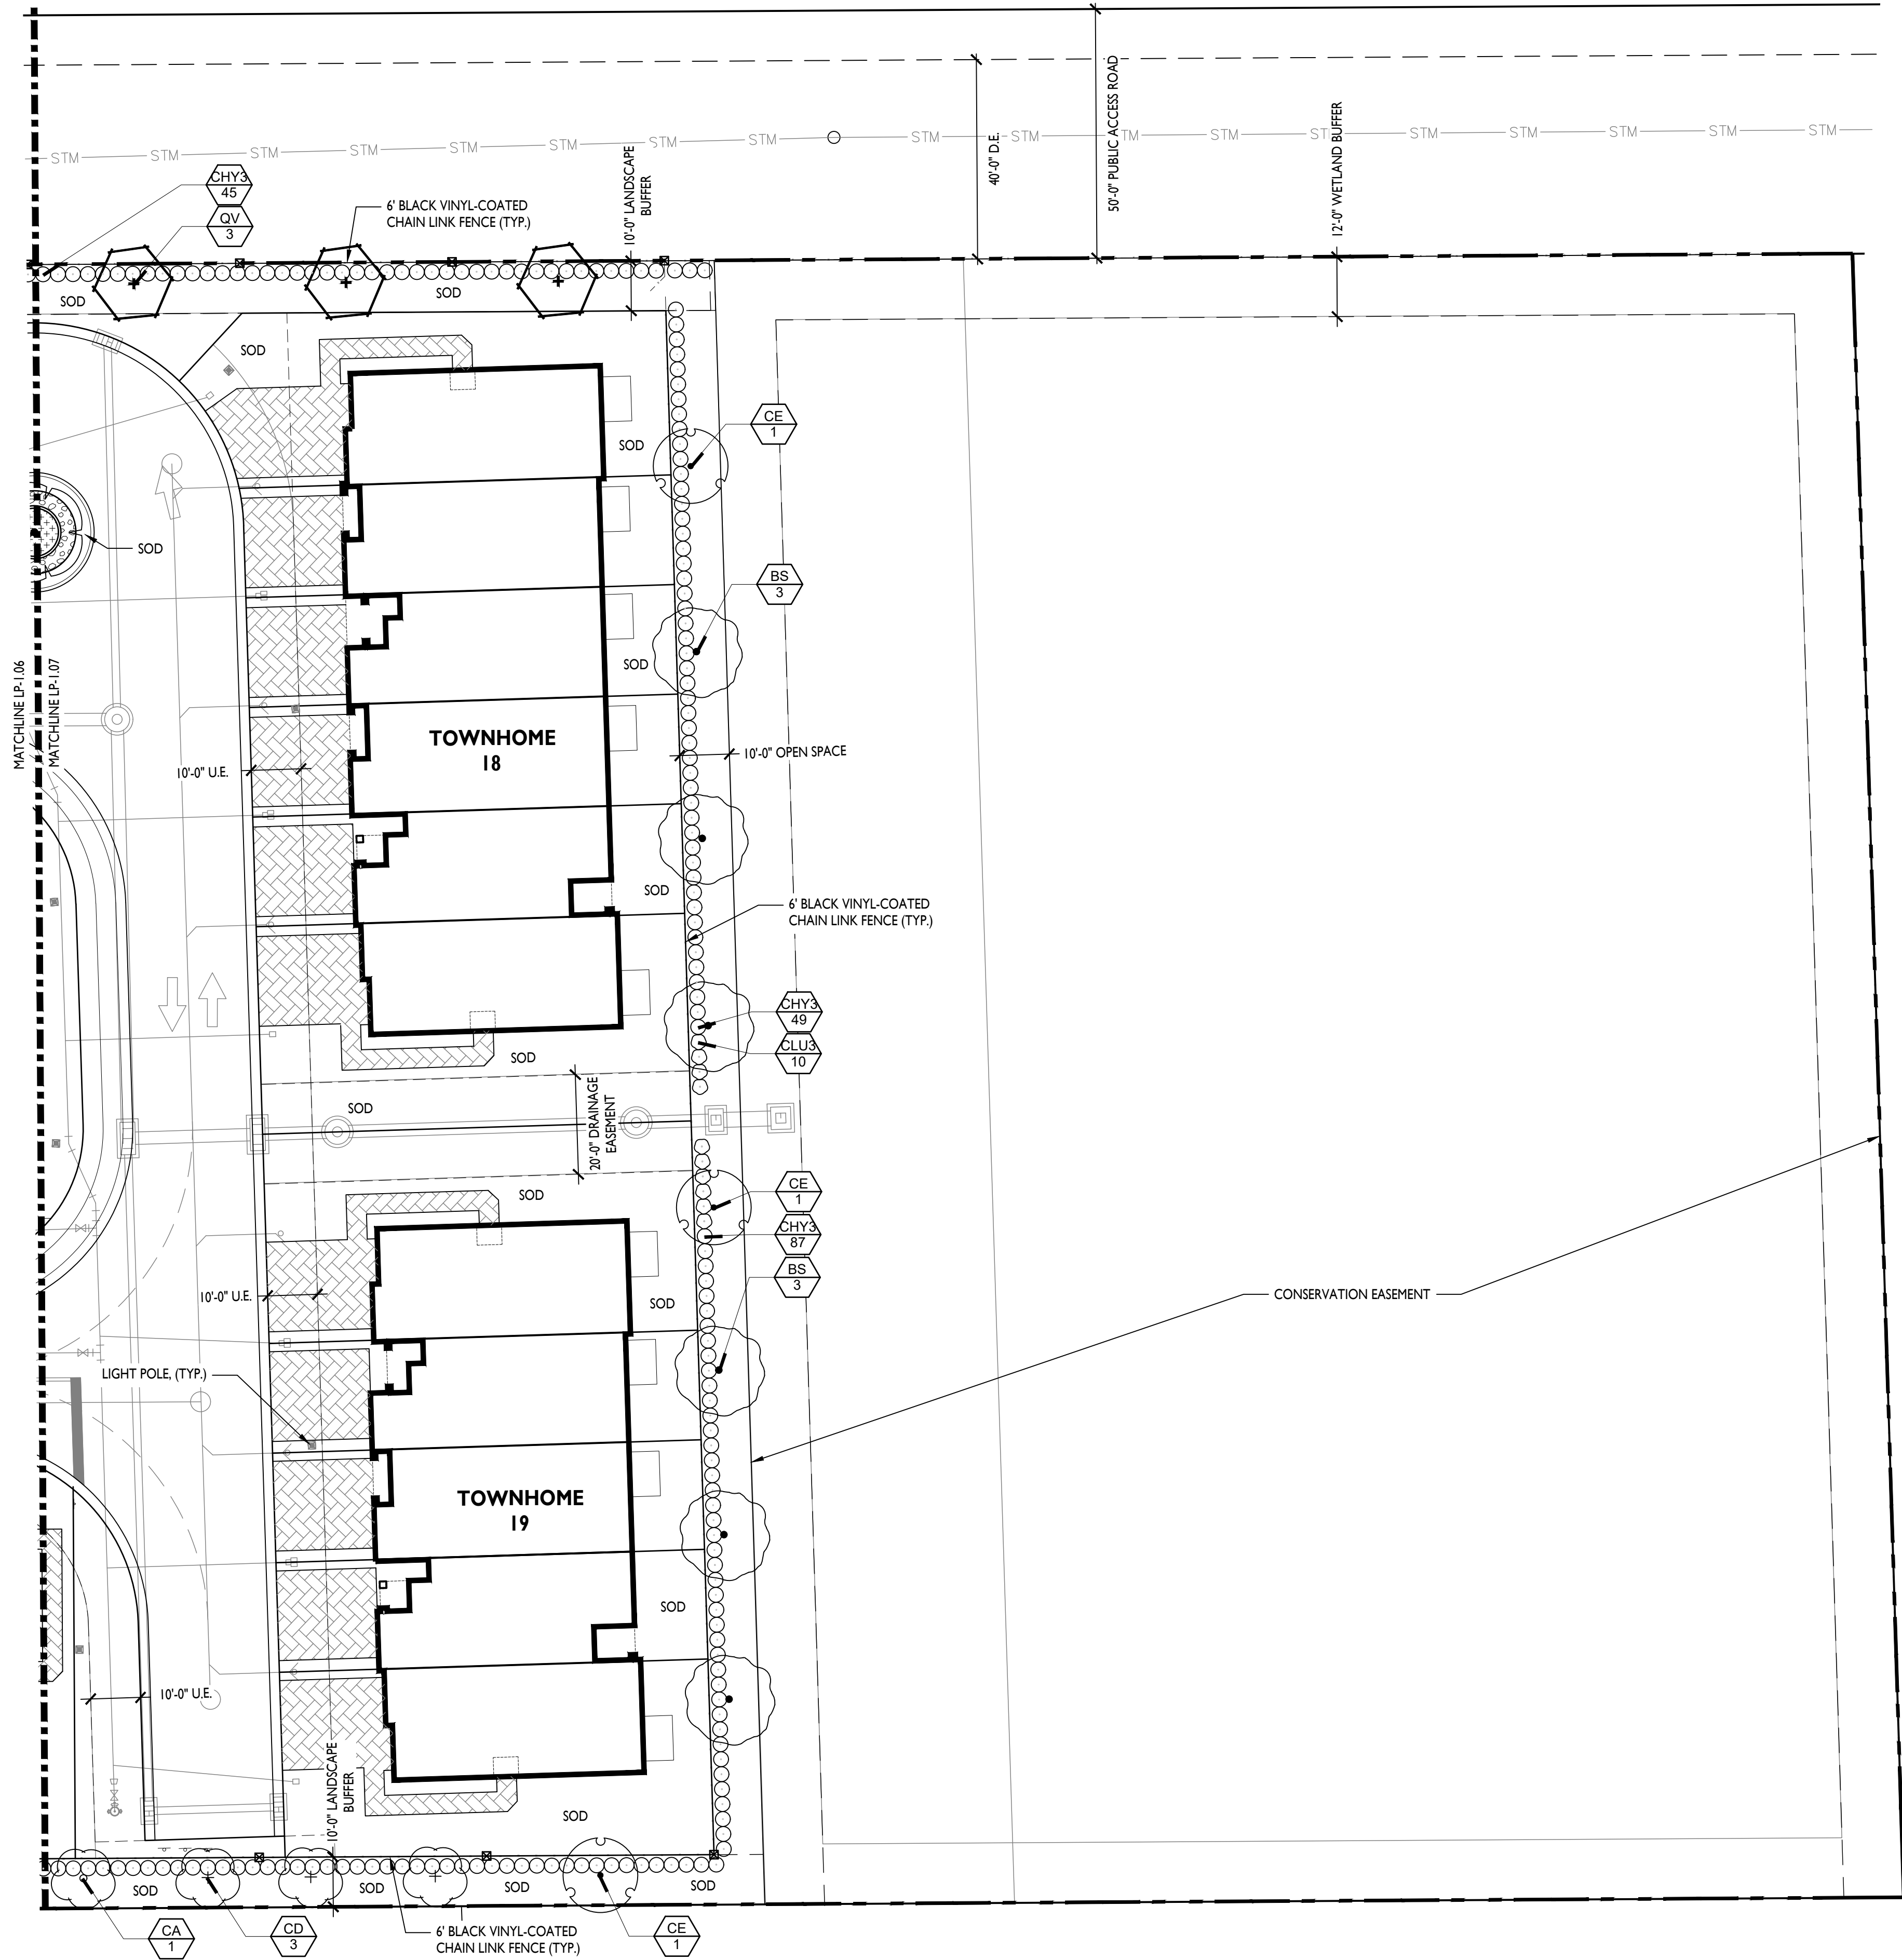 50'-0" PUBLIC ACCESS ROAD
40'-0" D.E.
12'-0" WETLAND BUFFER
STM STM STM STM STM STM STM STM STM STM TM STM STM STM STM STM STM STM
10'-0" LANDSCAPE
BUFFER
CHY3
45
QV
3
6' BLACK VINYL-COATED
CHAIN LINK FENCE (TYP.)
SOD
SOD
SOD
CE
1
SOD
SOD
BS
3
SOD
MATCHLINE LP-1.06
MATCHLINE LP-1.07
TOWNHOME
18
10'-0" OPEN SPACE
10'-0" U.E.
SOD
6' BLACK VINYL-COATED
CHAIN LINK FENCE (TYP.)
CHY3
49
CLU3
10
SOD
SOD
20'-0" DRAINAGE
EASEMENT
E
E
SOD
CE
1
CHY3
87
BS
3
10'-0" U.E.
SOD
CONSERVATION EASEMENT
LIGHT POLE, (TYP.)
TOWNHOME
19
SOD
10'-0" U.E.
10'-0" LANDSCAPE
BUFFER
SOD
SOD
SOD
SOD
SOD
CA
1
CD
3
6' BLACK VINYL-COATED
CHAIN LINK FENCE (TYP.)
CE
1